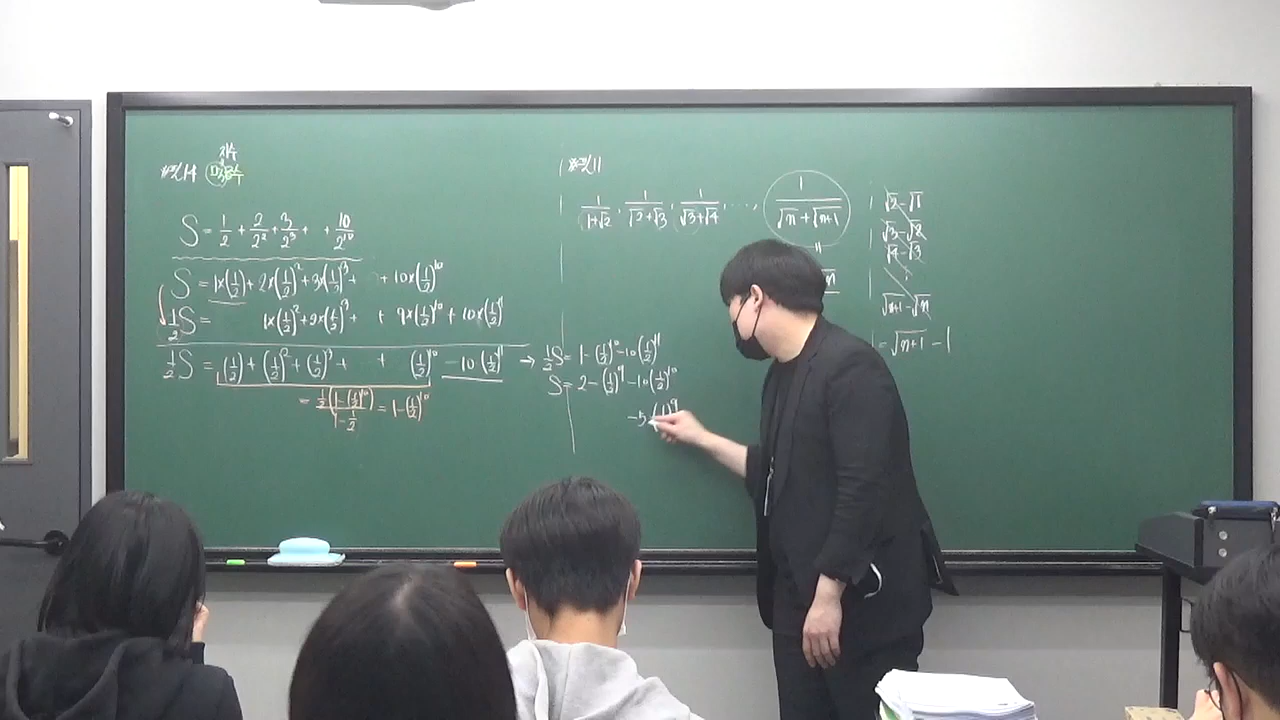 S = 1/2 + 2/2² + 3/2³ + · · + 10/2¹⁰
S = 1×(1/2) + 2×(1/2)² + 3×(1/2)³ + · + 10×(1/2)¹⁰
1/2 S = 1×(1/2)² + 2×(1/2)³ + + 9×(1/2)¹⁰ + 10×(1/2)¹¹
1/2 S = (1/2) + (1/2)² + (1/2)³ + + (1/2)¹⁰ − 10(1/2)¹¹
= 1/2(1−(1/2)¹⁰) / 1−1/2 = 1−(1/2)¹⁰
→ 1/2 S = 1−(1/2)¹⁰ −10(1/2)¹¹
S = 2−(1/2)⁹ −10(1/2)¹⁰
−5
1/(1+√2), 1/(√2+√3), 1/(√3+√4), ⋯⋯, 1/(√n+√(n+1))
=
√2−√1
√3−√2
√4−√3
√(n+1)−√n
= √(n+1) −1